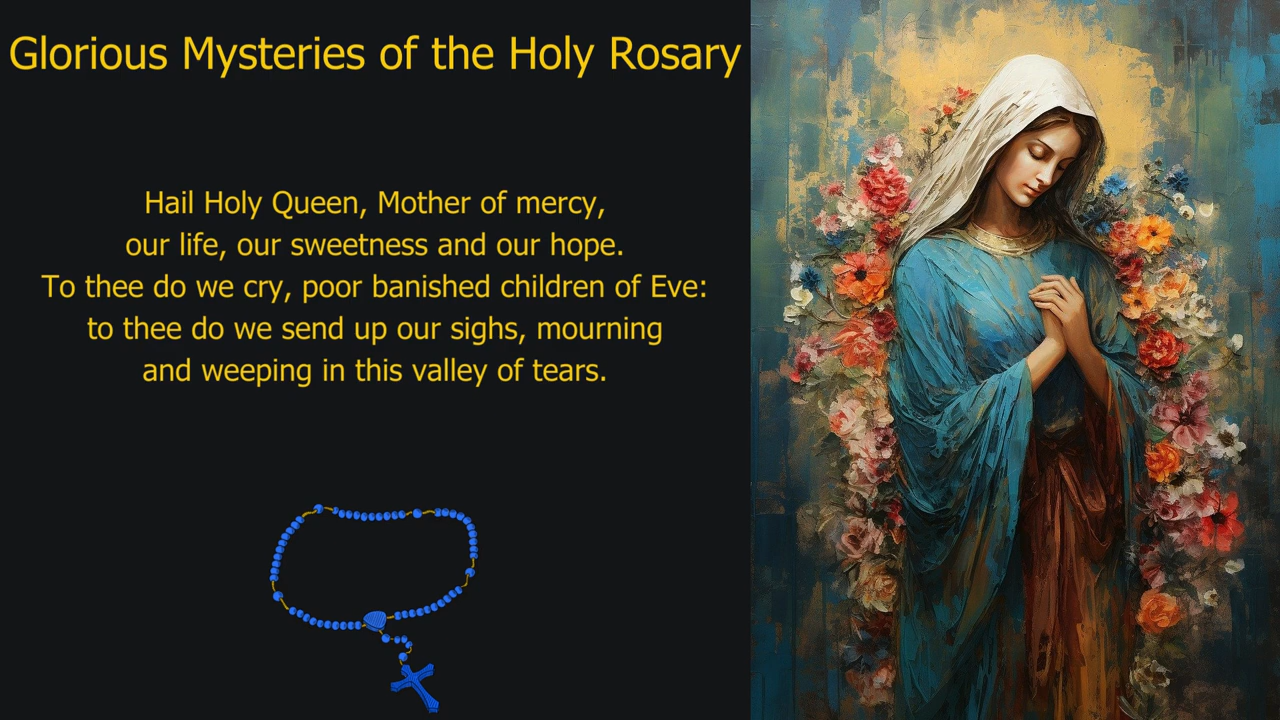 Glorious Mysteries of the Holy Rosary
Hail Holy Queen, Mother of mercy,
our life, our sweetness and our hope.
To thee do we cry, poor banished children of Eve:
to thee do we send up our sighs, mourning
and weeping in this valley of tears.